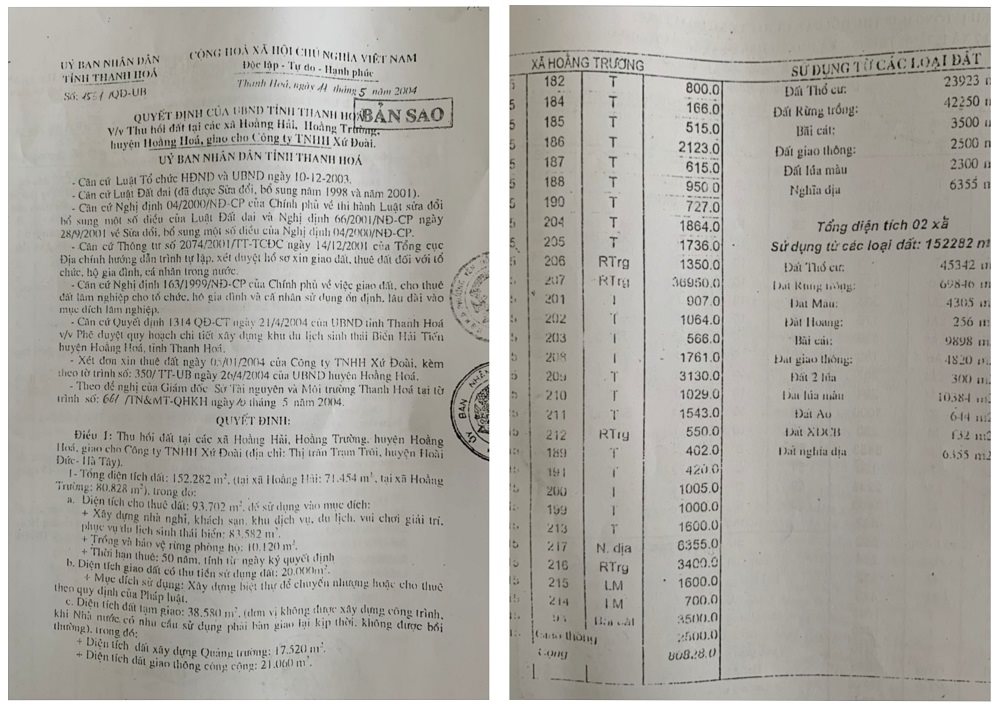 UỶ BAN NHÂN DÂN
TỈNH THANH HOÁ
Số: /QĐ-UB
CỘNG HOÀ XÃ HỘI CHỦ NGHĨA VIỆT NAM
Độc lập - Tự do - Hạnh phúc
Thanh Hoá, ngày 5 năm 2004
BẢN SAO
QUYẾT ĐỊNH CỦA UBND TỈNH THANH HOÁ
V/v Thu hồi đất tại các xã Hoằng Hải, Hoằng Trường,
huyện Hoằng Hoá, giao cho Công ty TNHH Xứ Đoài.
UỶ BAN NHÂN DÂN TỈNH THANH HOÁ
- Căn cứ Luật Tổ chức HĐND và UBND ngày 10-12-2003.
- Căn cứ Luật Đất đai (đã được Sửa đổi, bổ sung năm 1998 và năm 2001).
- Căn cứ Nghị định 04/2000/NĐ-CP của Chính phủ về thi hành Luật sửa đổi
bổ sung một số điều của Luật Đất đai và Nghị định 66/2001/NĐ-CP ngày
28/9/2001 về Sửa đổi, bổ sung một số điều của Nghị định 04/2000/NĐ-CP.
- Căn cứ Thông tư số 2074/2001/TT-TCĐC ngày 14/12/2001 của Tổng cục
Địa chính hướng dẫn trình tự lập, xét duyệt hồ sơ xin giao đất, thuê đất đối với tổ
chức, hộ gia đình, cá nhân trong nước.
- Căn cứ Nghị định 163/1999/NĐ-CP của Chính phủ về việc giao đất, cho thuê
đất lâm nghiệp cho tổ chức, hộ gia đình và cá nhân sử dụng ổn định, lâu dài vào
mục đích lâm nghiệp.
- Căn cứ Quyết định 1314 QĐ-CT ngày 21/4/2004 của UBND tỉnh Thanh Hoá
v/v Phê duyệt quy hoạch chi tiết xây dựng khu du lịch sinh thái Biển Hải Tiến
huyện Hoằng Hoá, tỉnh Thanh Hoá.
- Xét đơn xin thuê đất ngày 05/01/2004 của Công ty TNHH Xứ Đoài, kèm
theo tờ trình số: 350/ TT-UB ngày 26/4/2004 của UBND huyện Hoằng Hoá.
- Theo đề nghị của Giám đốc Sở Tài nguyên và Môi trường Thanh Hoá tại tờ
trình số: 661 /TN&MT-QHKH ngày 10 tháng 5 năm 2004.
QUYẾT ĐỊNH:
Điều 1: Thu hồi đất tại các xã Hoằng Hải, Hoằng Trường, huyện Hoằng
Hoá, giao cho Công ty TNHH Xứ Đoài (địa chỉ: Thị trấn Trạm Trôi, huyện Hoài
Đức- Hà Tây).
1- Tổng diện tích đất: 152.282 m², (tại xã Hoằng Hải: 71.454 m², tại xã Hoằng
Trường: 80.828 m²), trong đó:
a. Diện tích cho thuê đất: 93.702 m², để sử dụng vào mục đích:
+ Xây dựng nhà nghỉ, khách sạn, khu dịch vụ, du lịch, vui chơi giải trí,
phục vụ du lịch sinh thái biển: 83.582 m².
+ Trồng và bảo vệ rừng phòng hộ: 10.120 m².
+ Thời hạn thuê: 50 năm, tính từ ngày ký quyết định
b. Diện tích giao đất có thu tiền sử dụng đất: 20.000m².
+ Mục đích sử dụng: Xây dựng biệt thự để chuyển nhượng hoặc cho thuê
theo quy định của Pháp luật.
c. Diện tích đất tạm giao: 38.580 m², (đơn vị không được xây dựng công trình,
khi Nhà nước có nhu cầu sử dụng phải bàn giao lại kịp thời, không được bồi
thường), trong đó:
+ Diện tích đất xây dựng Quảng trường: 17.520 m².
+ Diện tích đất giao thông công cộng: 21.060 m².
XÃ HOẰNG TRƯỜNG
182 T 800.0
184 T 166.0
185 T 515.0
186 T 2123.0
187 T 615.0
188 T 950.0
190 T 727.0
204 T 1864.0
205 T 1736.0
206 RTrg 1350.0
207 RTrg 36950.0
201 T 907.0
202 T 1064.0
203 T 566.0
208 T 1761.0
209 T 3130.0
210 T 1029.0
211 T 1543.0
212 RTrg 550.0
189 T 402.0
191 T 420.0
200 T 1005.0
199 T 1000.0
213 T 1600.0
217 N. địa 6355.0
216 RTrg 3400.0
215 LM 1600.0
214 LM 700.0
Bãi cát 3500.0
Giao thông 2500.0
Cộng 80828.0
SỬ DỤNG TỪ CÁC LOẠI ĐẤT
Đất Thổ cư: 23923 m
Đất Rừng trồng: 42250 m
Bãi cát: 3500 m
Đất giao thông: 2500 m
Đất lúa màu 2300 m
Nghĩa địa 6355 m
Tổng diện tích 02 xã
Sử dụng từ các loại đất: 152282 m
Đất Thổ cư: 45342 m
Đất Rừng trồng: 69846 m
Đất Màu: 4305 m
Đất Hoang: 256 m
Bãi cát: 9898 m
Đất giao thông: 4820 m
Đất 2 lúa 300 m
Đất lúa màu 10384 m2
Đất Ao 644 m2
Đất XDCB 132 m2
Đất nghĩa địa 6355 m2